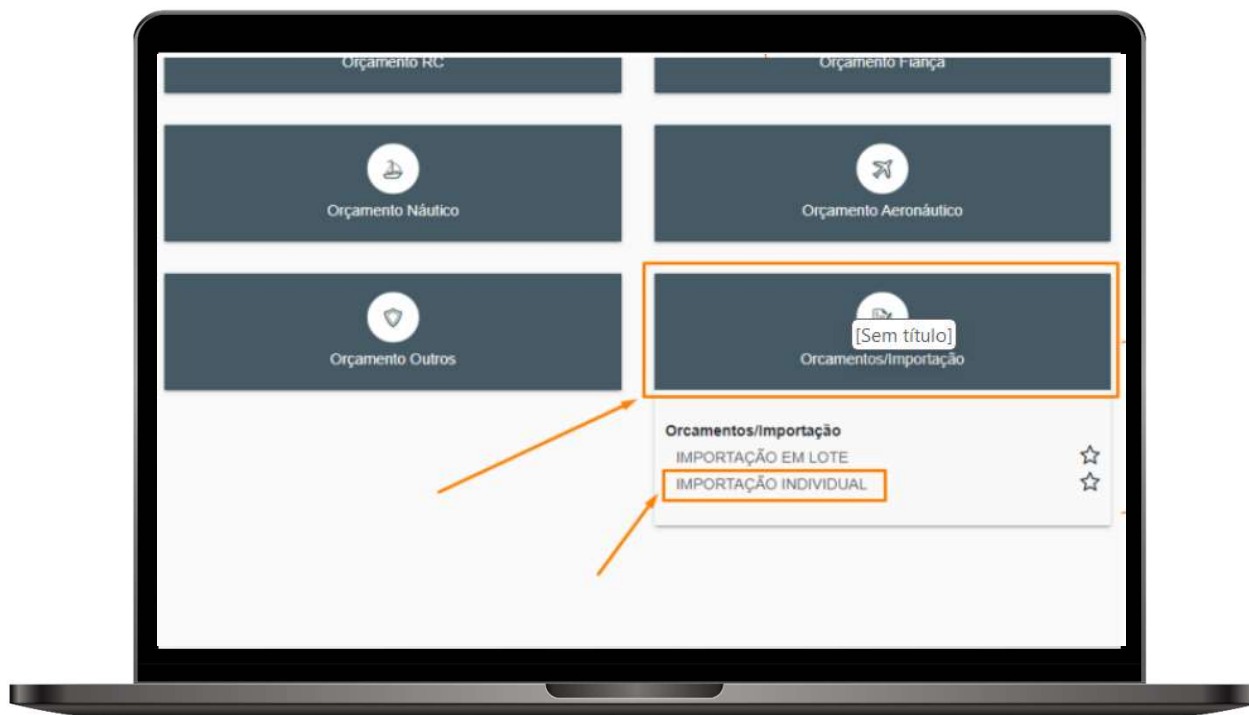 Orçamento RC
Orçamento Fiança
Orçamento Náutico
Orçamento Aeronáutico
Orçamento Outros
[Sem título]
Orcamentos/Importação
Orcamentos/Importação
IMPORTAÇÃO EM LOTE
IMPORTAÇÃO INDIVIDUAL